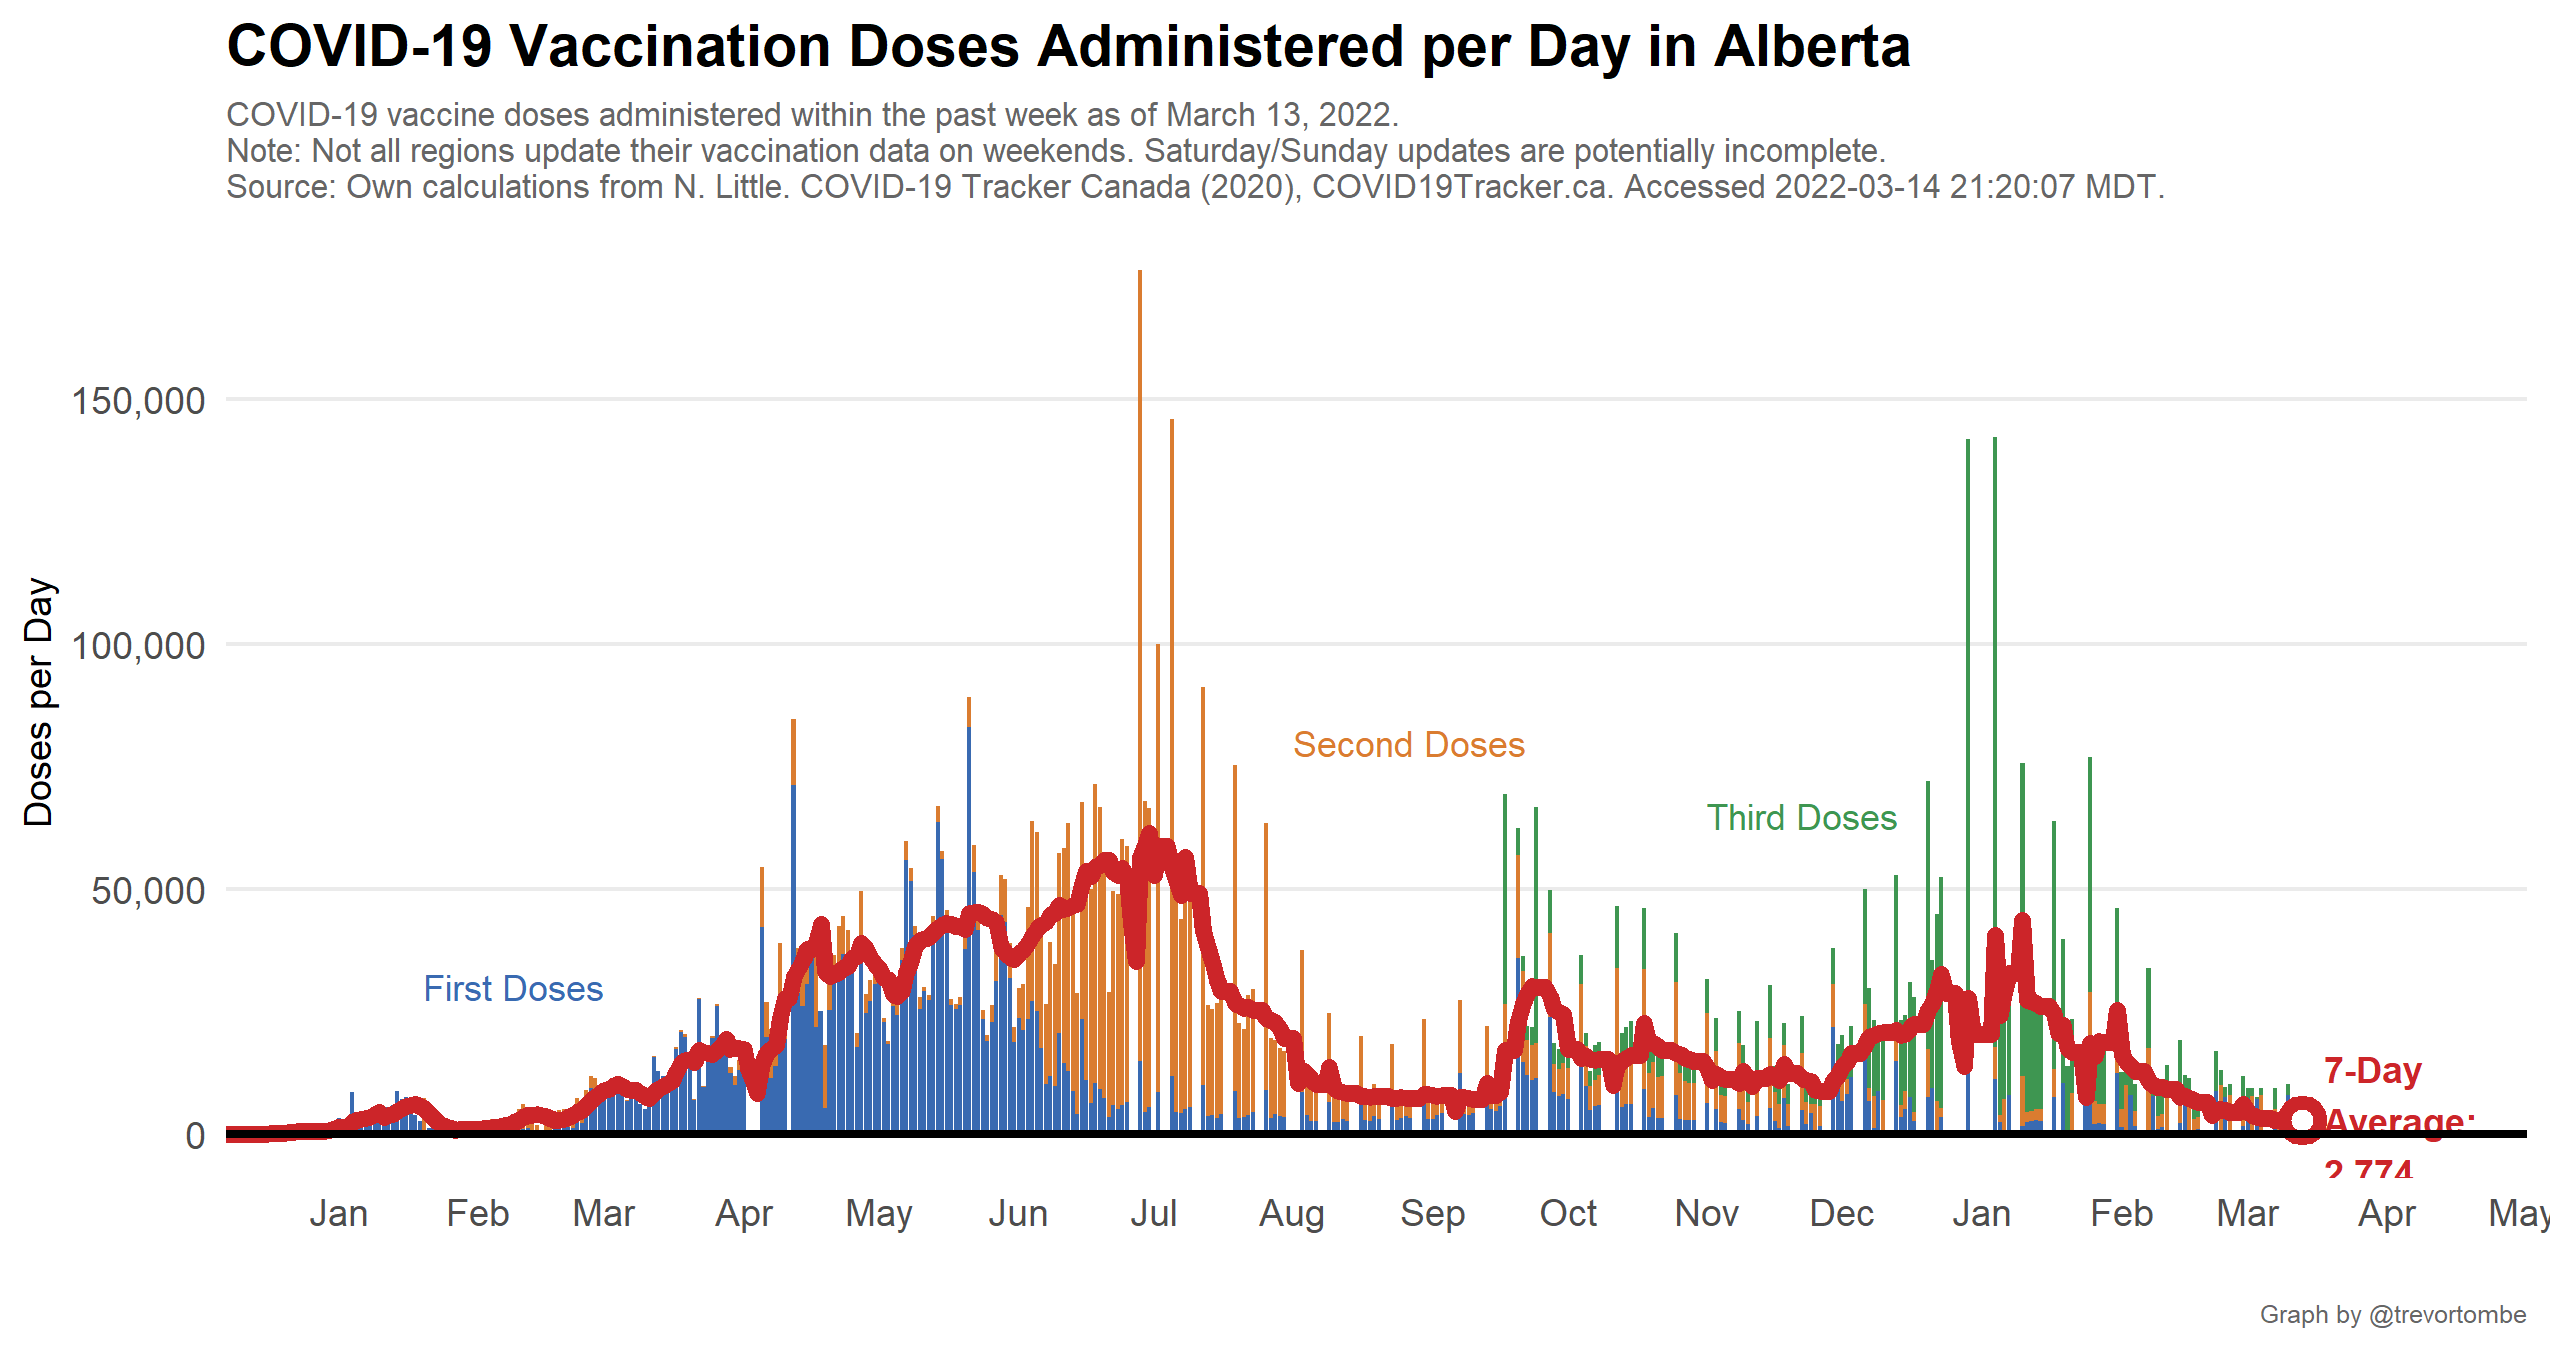 COVID-19 Vaccination Doses Administered per Day in Alberta
COVID-19 vaccine doses administered within the past week as of March 13, 2022.
Note: Not all regions update their vaccination data on weekends. Saturday/Sunday updates are potentially incomplete.
Source: Own calculations from N. Little. COVID-19 Tracker Canada (2020), COVID19Tracker.ca. Accessed 2022-03-14 21:20:07 MDT.
Doses per Day
150,000
100,000
50,000
0
First Doses
Second Doses
Third Doses
7-Day
Average:
2,774
Jan Feb Mar Apr May Jun Jul Aug Sep Oct Nov Dec Jan Feb Mar Apr May
Graph by @trevortombe